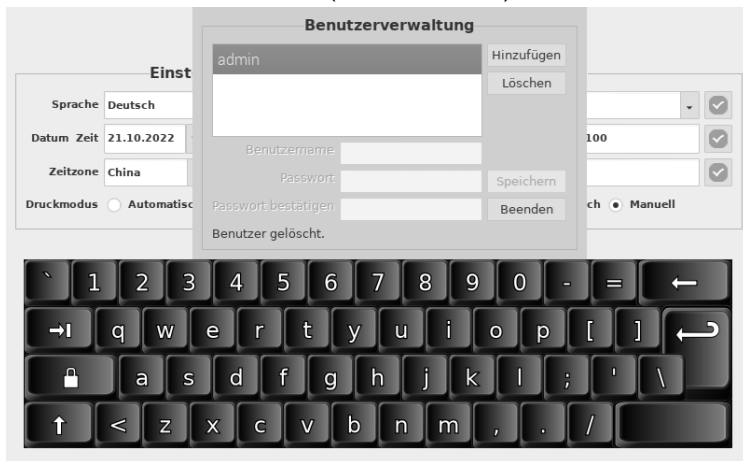 Benutzerverwaltung
admin
Hinzufügen
Löschen
Benutzername
Passwort
Speichern
Passwort bestätigen
Beenden
Benutzer gelöscht.
Einst
Sprache Deutsch
Datum Zeit 21.10.2022
100
Zeitzone China
Druckmodus Automatisc
ch Manuell
` 1 2 3 4 5 6 7 8 9 0 - =
q w e r t y u i o p [ ]
a s d f g h j k l ; ' \
< z x c v b n m , . /